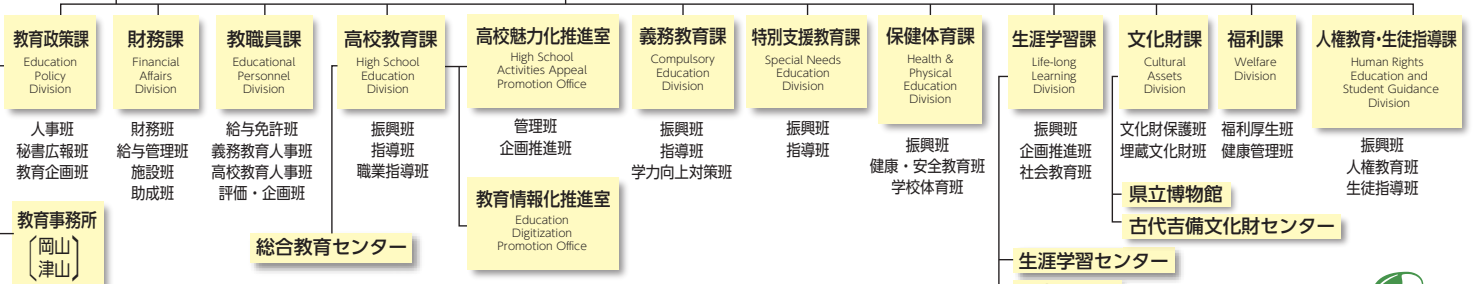 教育政策課
Education
Policy
Division
人事班
秘書広報班
教育企画班
財務課
Financial
Affairs
Division
財務班
給与管理班
施設班
助成班
教職員課
Educational
Personnel
Division
給与免許班
義務教育人事班
高校教育人事班
評価・企画班
高校教育課
High School
Education
Division
振興班
指導班
職業指導班
高校魅力化推進室
High School
Activities Appeal
Promotion Office
管理班
企画推進班
義務教育課
Compulsory
Education
Division
振興班
指導班
学力向上対策班
特別支援教育課
Special Needs
Education
Division
振興班
指導班
保健体育課
Health &
Physical
Education
Division
振興班
健康・安全教育班
学校体育班
生涯学習課
Life-long
Learning
Division
振興班
企画推進班
社会教育班
文化財課
Cultural
Assets
Division
文化財保護班
埋蔵文化財班
福利課
Welfare
Division
福利厚生班
健康管理班
人権教育・生徒指導課
Human Rights
Education and
Student Guidance
Division
振興班
人権教育班
生徒指導班
教育事務所
岡山
津山
総合教育センター
教育情報化推進室
Education
Digitization
Promotion Office
県立博物館
古代吉備文化財センター
生涯学習センター